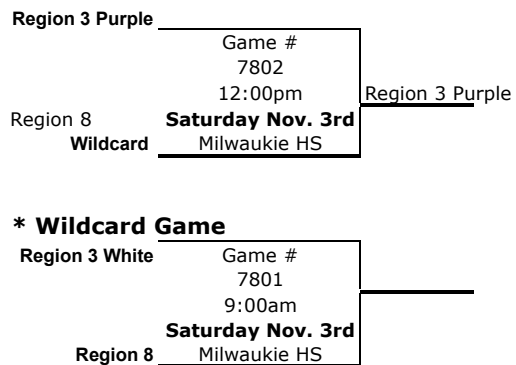 Region 3 Purple
Game #
7802
12:00pm Region 3 Purple
Region 8 Saturday Nov. 3rd
Wildcard Milwaukie HS
* Wildcard Game
Region 3 White Game #
7801
9:00am
Saturday Nov. 3rd
Region 8 Milwaukie HS